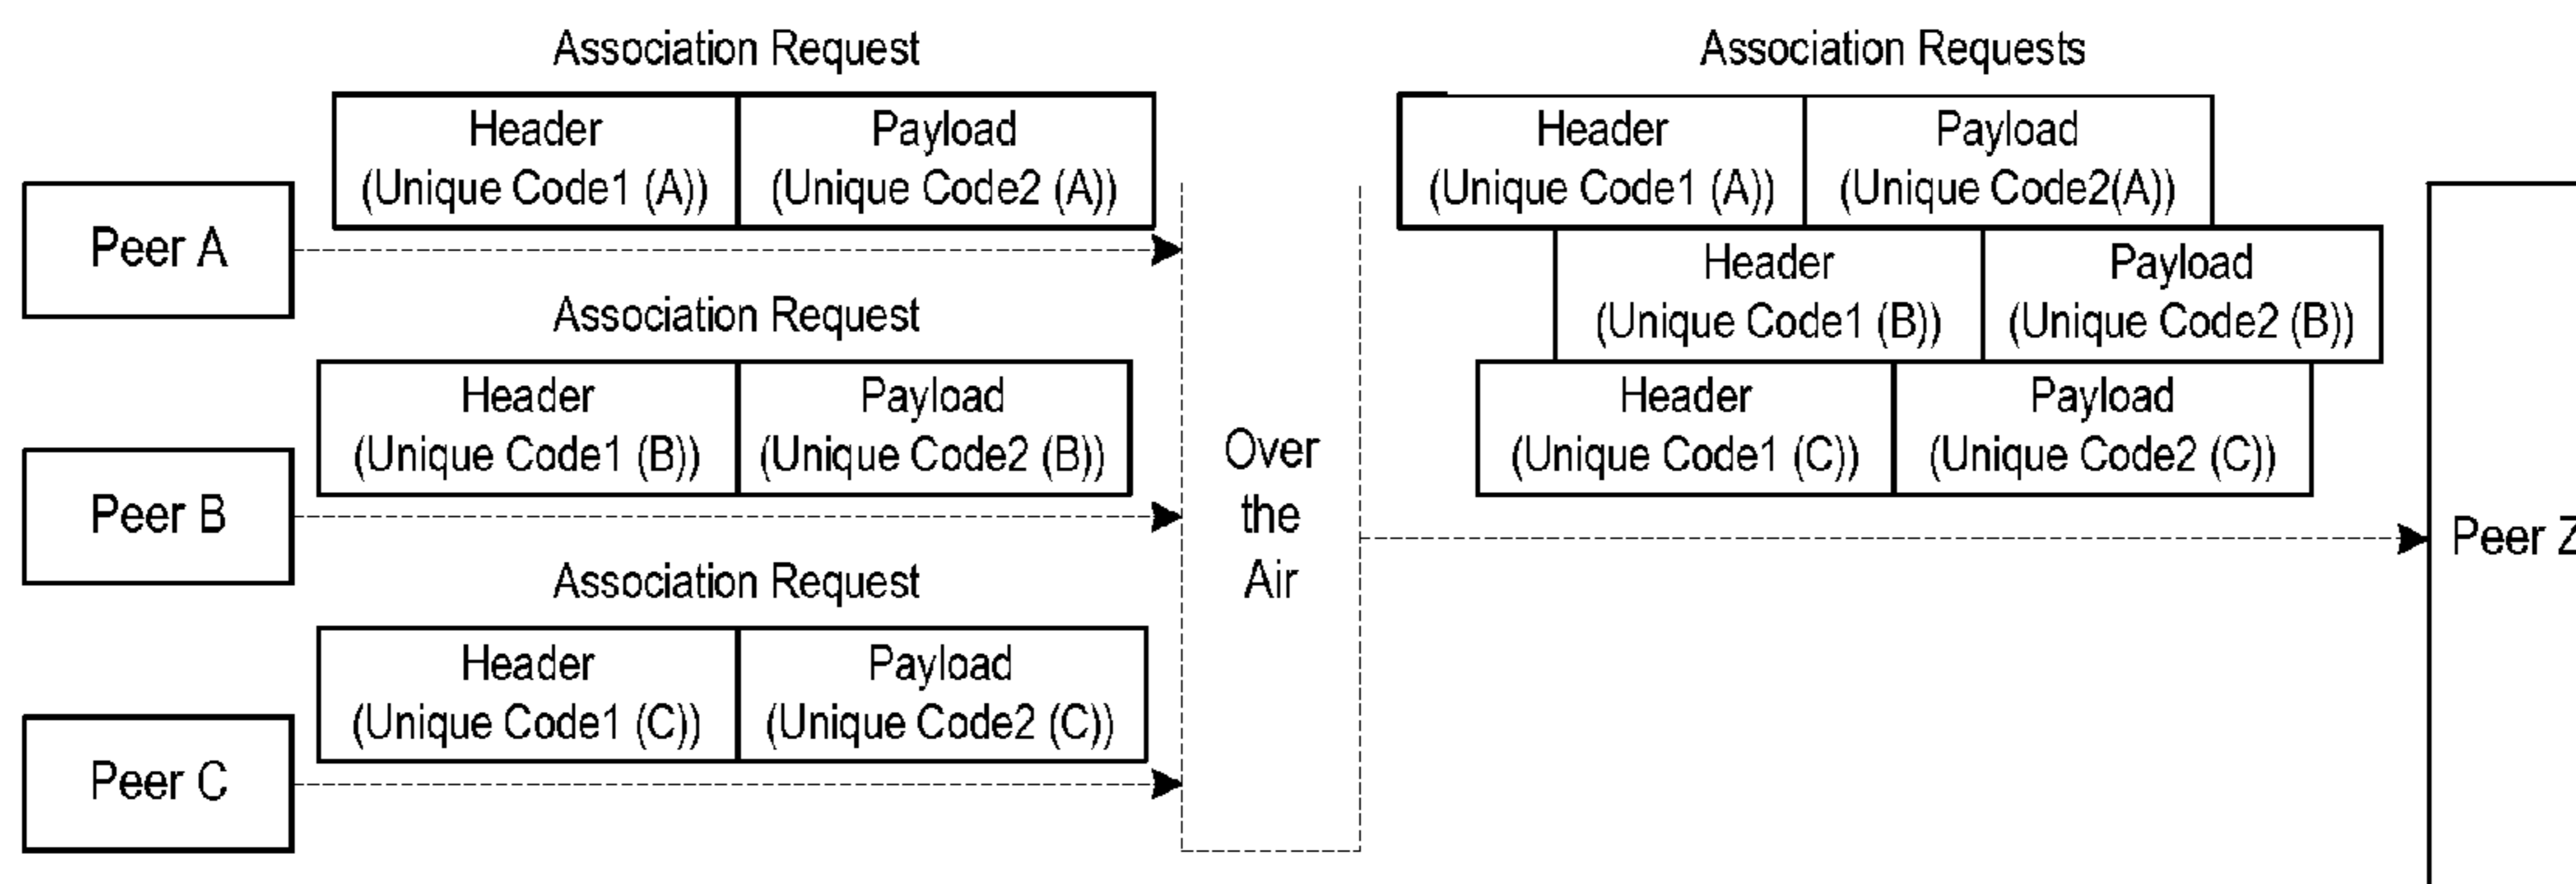 Association Request
Header
(Unique Code1 (A))
Payload
(Unique Code2 (A))
Peer A
Association Request
Header
(Unique Code1 (B))
Payload
(Unique Code2 (B))
Peer B
Association Request
Header
(Unique Code1 (C))
Payload
(Unique Code2 (C))
Peer C
Over
the
Air
Association Requests
Header
(Unique Code1 (A))
Payload
(Unique Code2(A))
Header
(Unique Code1 (B))
Payload
(Unique Code2 (B))
Header
(Unique Code1 (C))
Payload
(Unique Code2 (C))
Peer Z